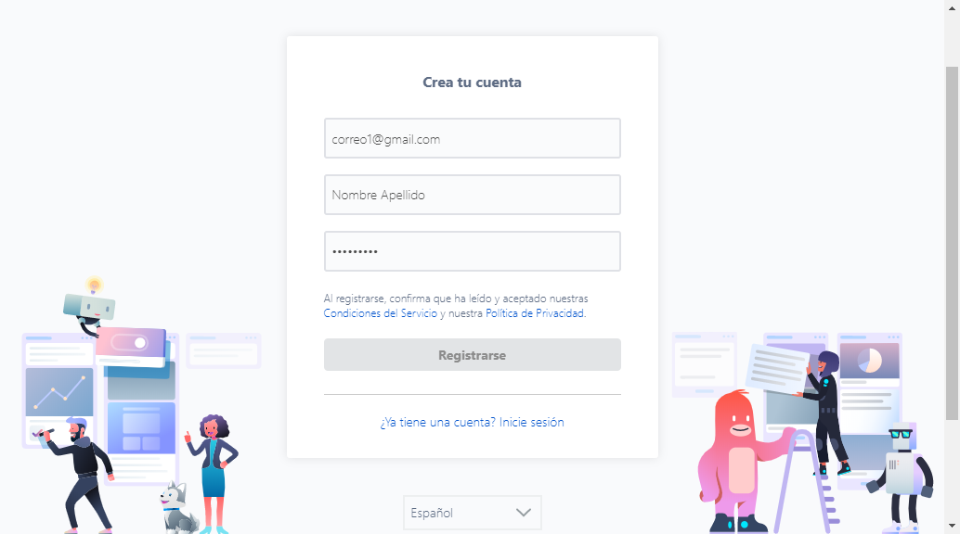 Crea tu cuenta
correo1@gmail.com
Nombre Apellido
•••••••••
Al registrarse, confirma que ha leído y aceptado nuestras
Condiciones del Servicio y nuestra Política de Privacidad.
Registrarse
¿Ya tiene una cuenta? Inicie sesión
Español